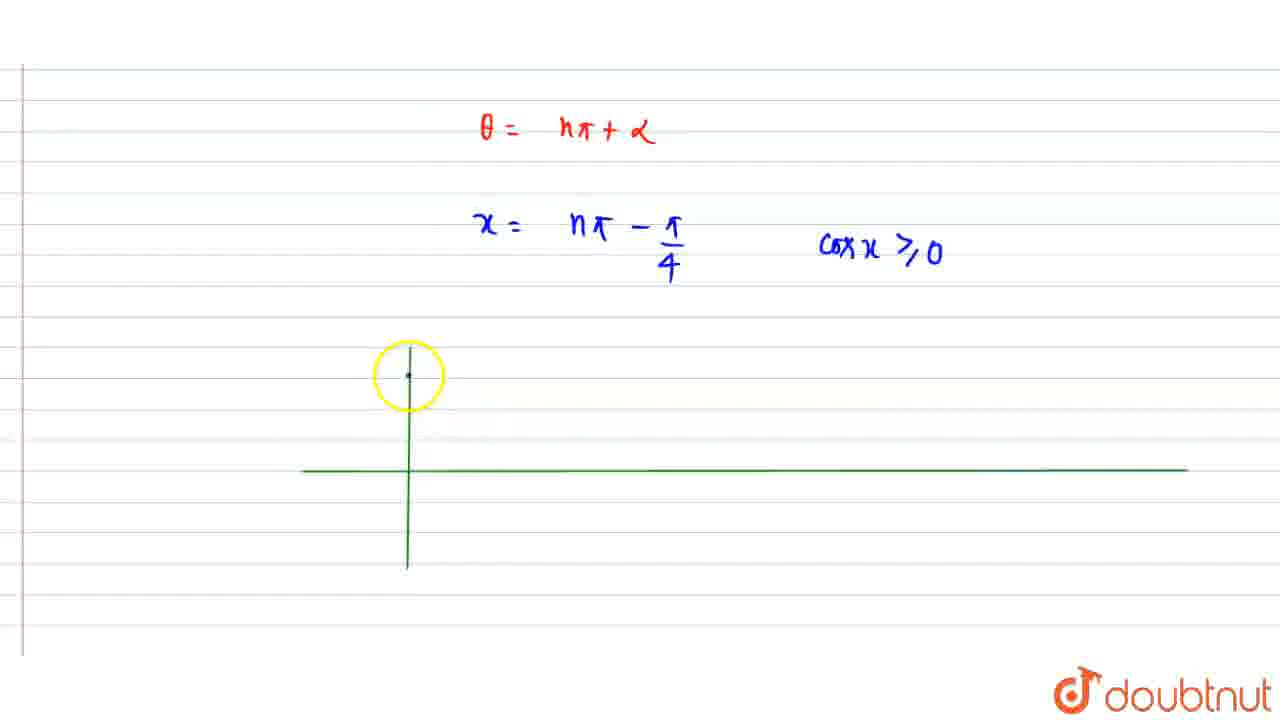 θ = nπ + α
x = nπ - π/4
cos x ⩾ 0
doubtnut